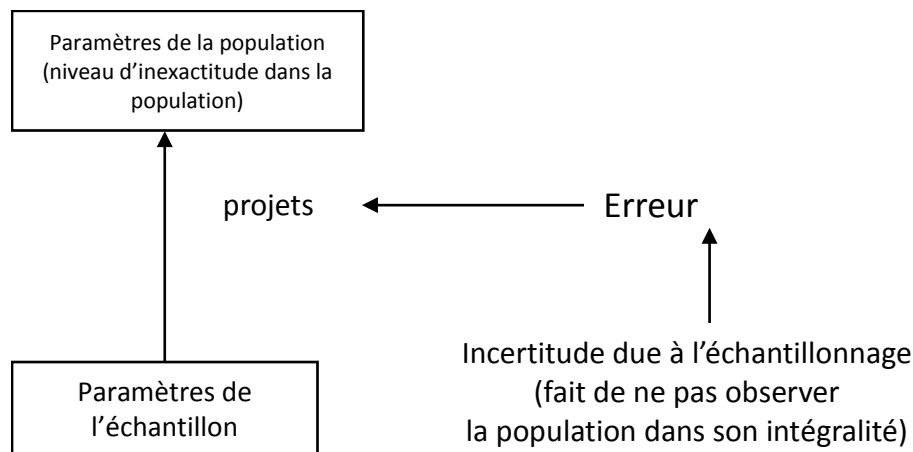 Paramètres de la population
(niveau d’inexactitude dans la
population)
projets
Erreur
Paramètres de
l’échantillon
Incertitude due à l’échantillonnage
(fait de ne pas observer
la population dans son intégralité)